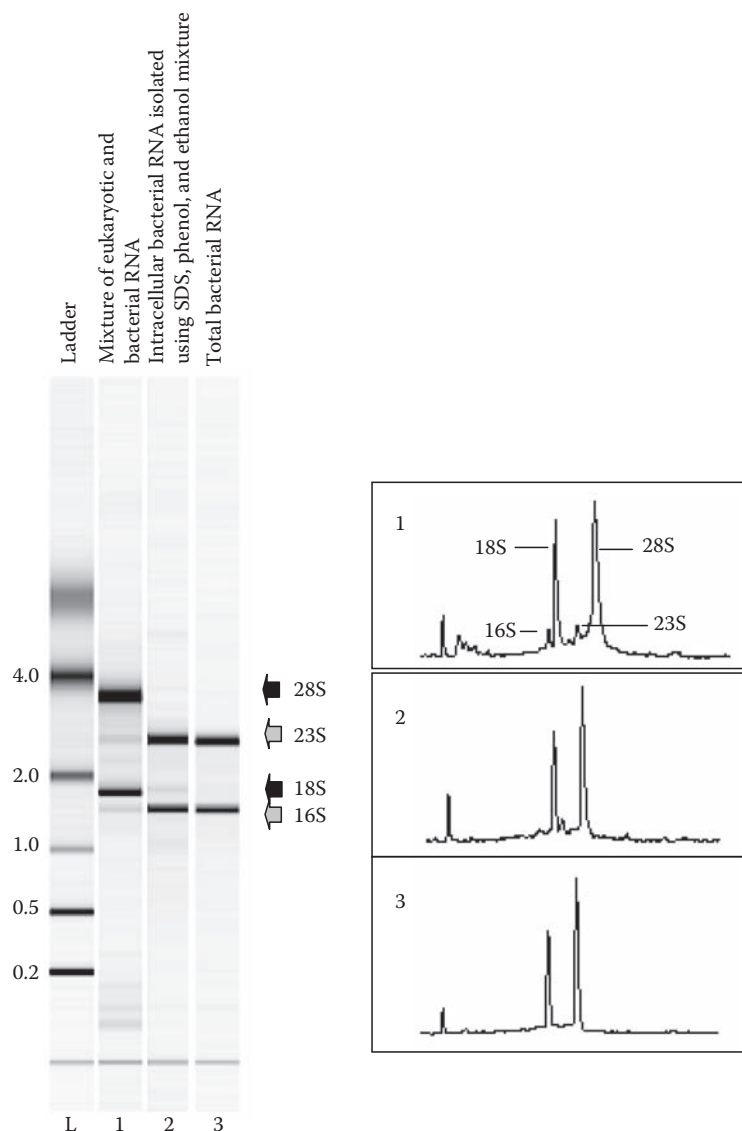 Ladder
Mixture of eukaryotic and
bacterial RNA
Intracellular bacterial RNA isolated
using SDS, phenol, and ethanol mixture
Total bacterial RNA
4.0
2.0
1.0
0.5
0.2
28S
23S
18S
16S
L 1 2 3
1
18S
28S
16S
23S
2
3